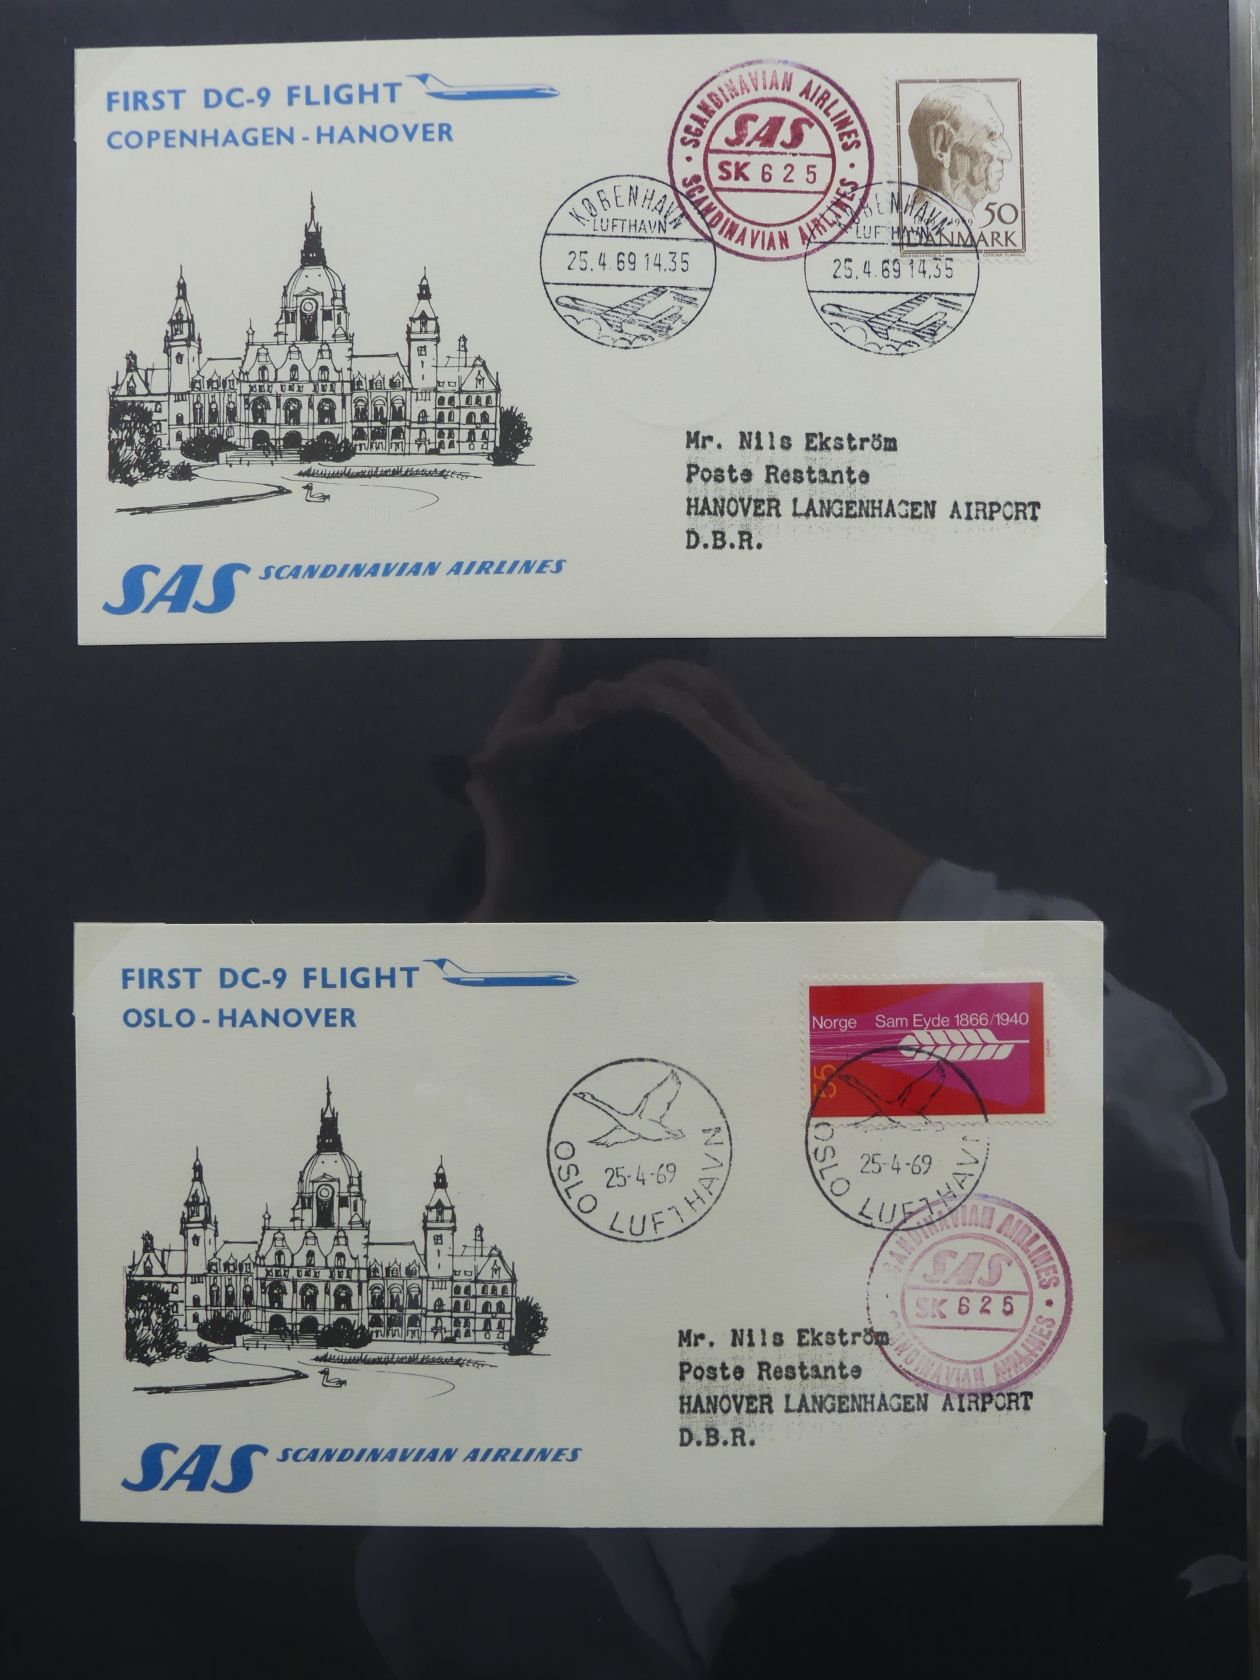 FIRST DC-9 FLIGHT
COPENHAGEN - HANOVER
SCANDINAVIAN AIRLINES
SAS
SK 625
SCANDINAVIAN AIRLINES
KØBENHAVN
LUFTHAVN
25.4.69 14.35
KØBENHAVN
LUFTHAVN
25.4.69 14.35
50
DANMARK
Mr. Nils Ekström
Poste Restante
HANOVER LANGENHAGEN AIRPORT
D.B.R.
SAS SCANDINAVIAN AIRLINES
FIRST DC-9 FLIGHT
OSLO - HANOVER
Norge Sam Eyde 1866/1940
55
OSLO LUFTHAVN
25-4-69
OSLO LUFTHAVN
25-4-69
SCANDINAVIAN AIRLINES
SAS
SK 625
SCANDINAVIAN AIRLINES
Mr. Nils Ekström
Poste Restante
HANOVER LANGENHAGEN AIRPORT
D.B.R.
SAS SCANDINAVIAN AIRLINES